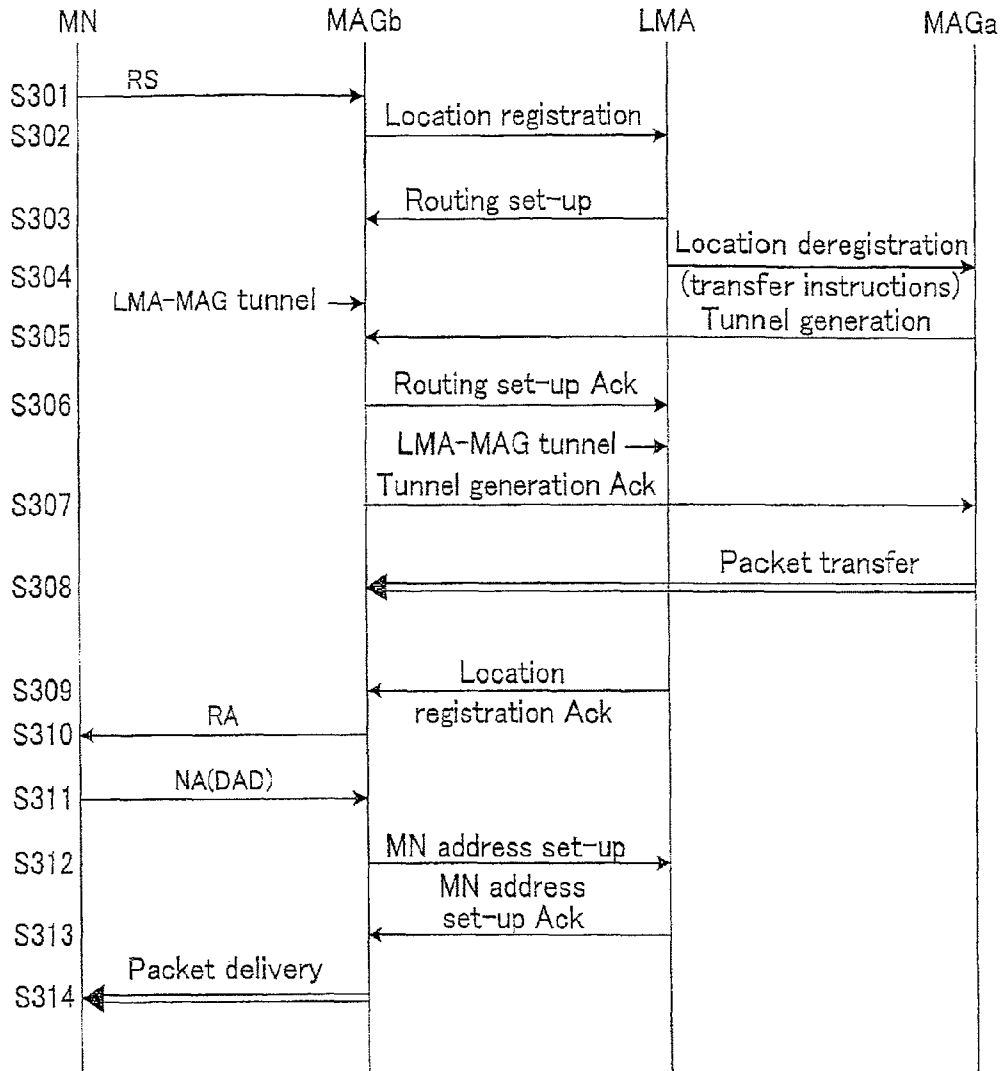 MN MAGb LMA MAGa
S301 RS
S302 Location registration
S303 Routing set-up
Location deregistration
S304 (transfer instructions)
LMA-MAG tunnel
S305 Tunnel generation
S306 Routing set-up Ack
LMA-MAG tunnel
S307 Tunnel generation Ack
S308 Packet transfer
S309 Location
registration Ack
S310 RA
S311 NA(DAD)
S312 MN address set-up
MN address
S313 set-up Ack
S314 Packet delivery